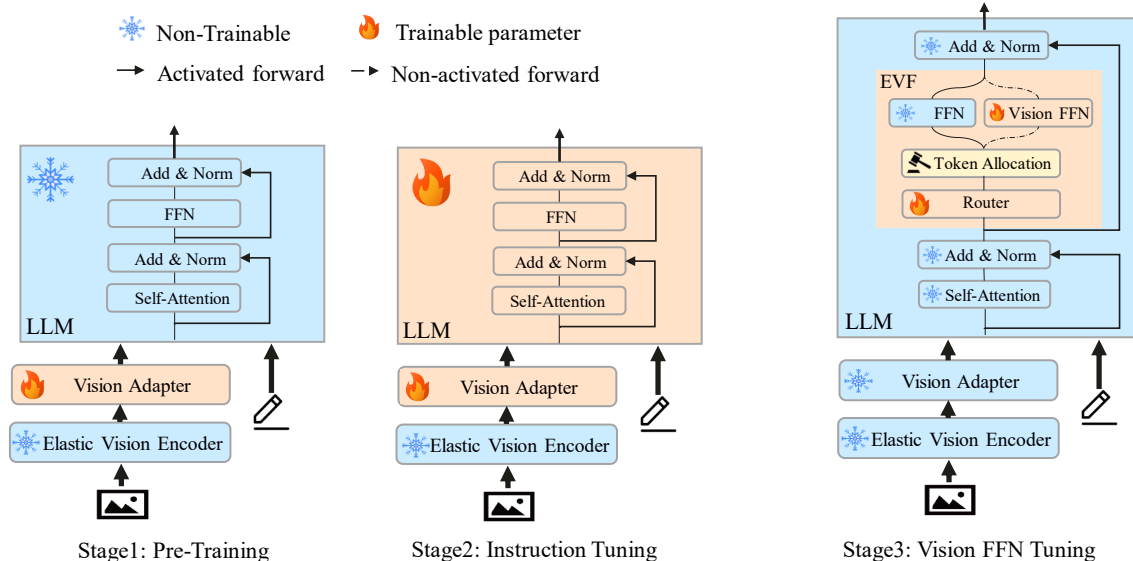 Non-Trainable
Trainable parameter
Activated forward
Non-activated forward
Add & Norm
FFN
Add & Norm
Self-Attention
LLM
Vision Adapter
Elastic Vision Encoder
Stage1: Pre-Training
Add & Norm
FFN
Add & Norm
Self-Attention
LLM
Vision Adapter
Elastic Vision Encoder
Stage2: Instruction Tuning
Add & Norm
EVF
FFN
Vision FFN
Token Allocation
Router
Add & Norm
Self-Attention
LLM
Vision Adapter
Elastic Vision Encoder
Stage3: Vision FFN Tuning